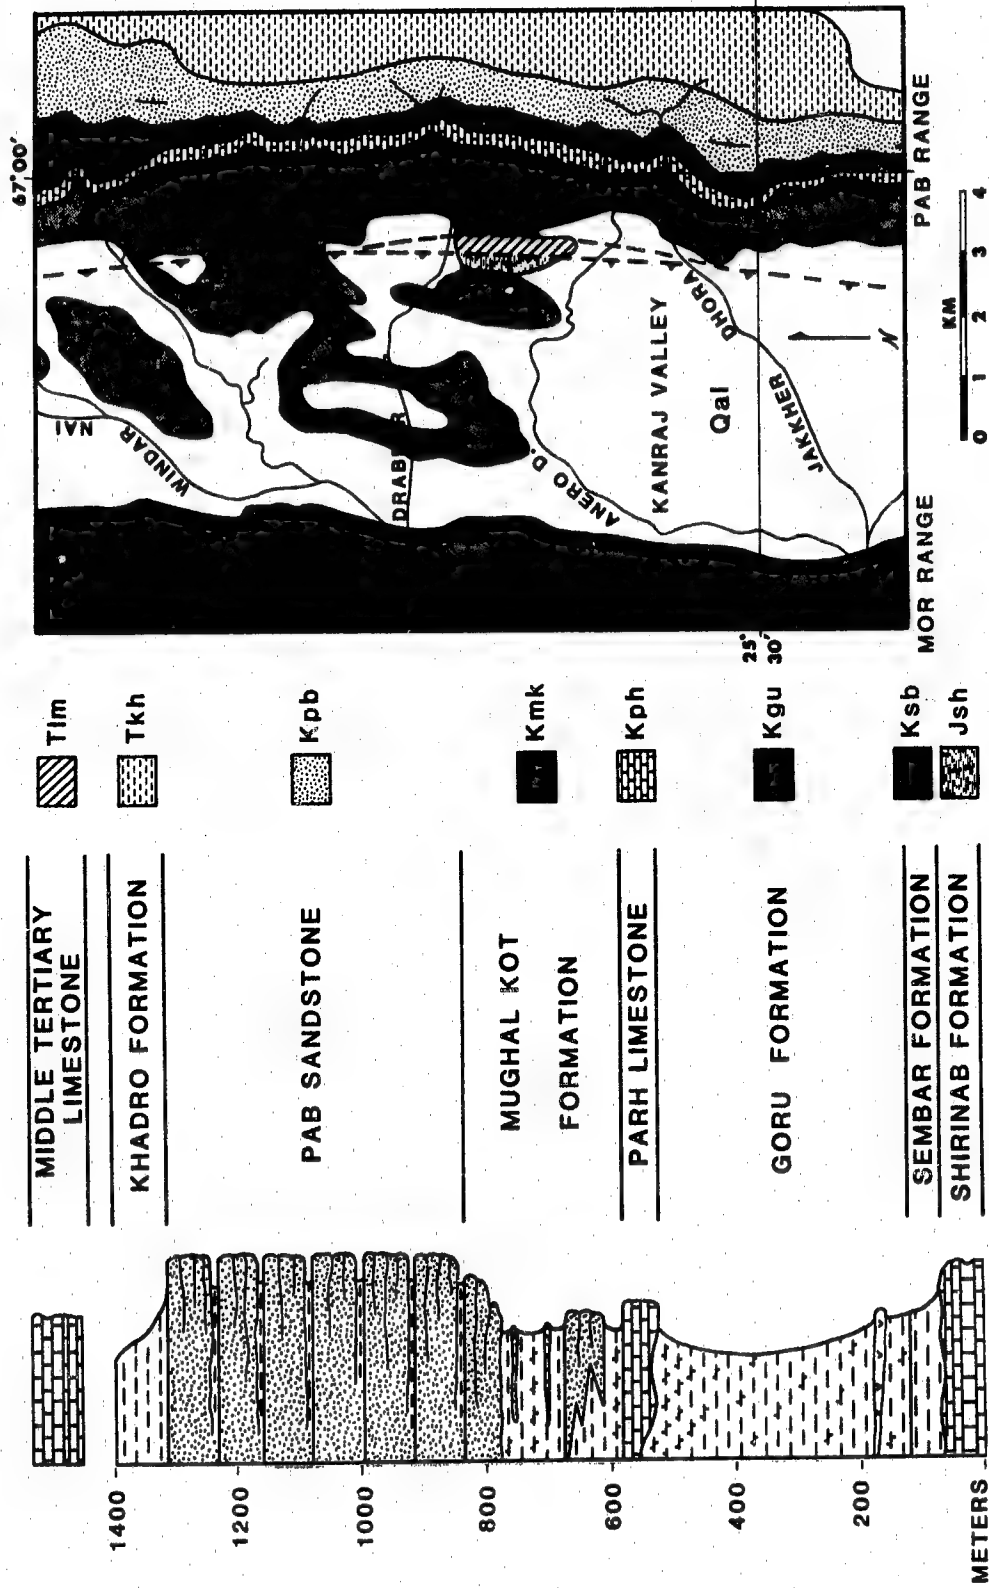 67°00'
NAI
WINDAR
DRAB
R
ANERO D.
KANRAJ VALLEY
Qal
DHORA
JAKKHER
N
25°
30'
MOR RANGE
PAB RANGE
0 1 2 3 4
KM
Tlm
Tkh
Kpb
Kmk
Kph
Kgu
Ksb
Jsh
MIDDLE TERTIARY
LIMESTONE
KHADRO FORMATION
PAB SANDSTONE
MUGHAL KOT
FORMATION
PARH LIMESTONE
GORU FORMATION
SEMBAR FORMATION
SHIRINAB FORMATION
1400
1200
1000
800
600
400
200
METERS